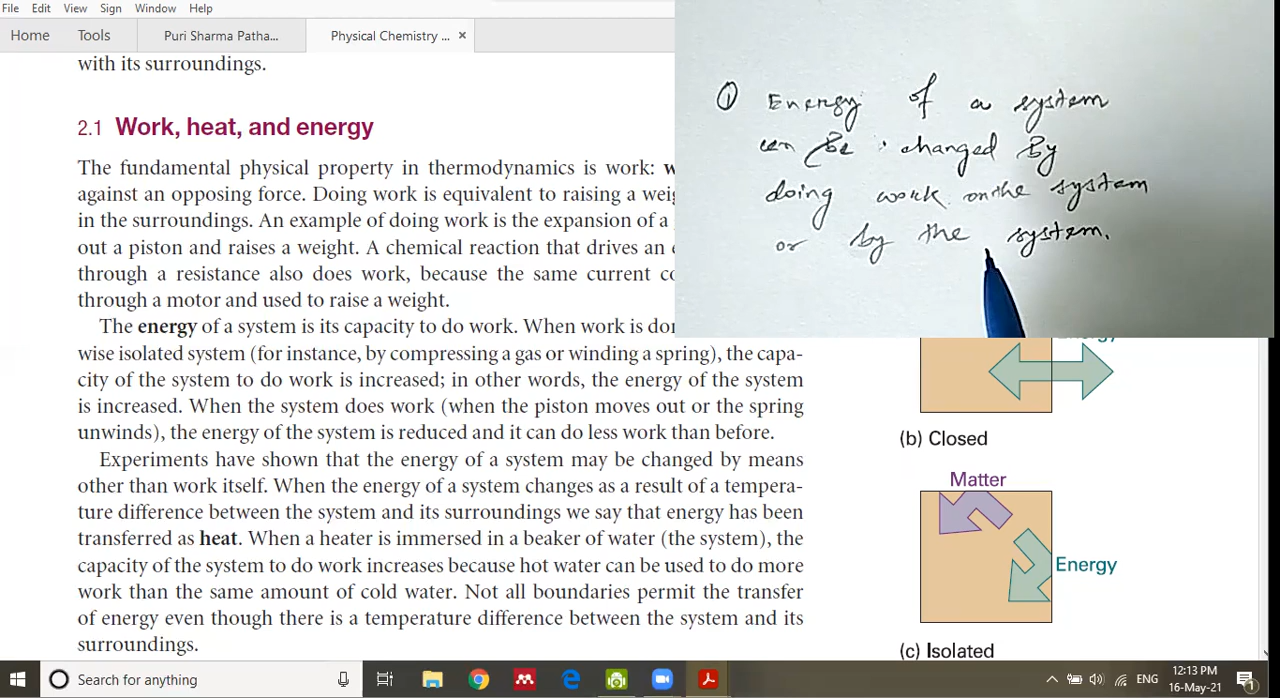 File Edit View Sign Window Help
Home Tools Puri Sharma Patha... Physical Chemistry ... ×
with its surroundings.
2.1 Work, heat, and energy
The fundamental physical property in thermodynamics is work: w
against an opposing force. Doing work is equivalent to raising a weig
in the surroundings. An example of doing work is the expansion of a
out a piston and raises a weight. A chemical reaction that drives an e
through a resistance also does work, because the same current co
through a motor and used to raise a weight.
The energy of a system is its capacity to do work. When work is don
wise isolated system (for instance, by compressing a gas or winding a spring), the capa-
city of the system to do work is increased; in other words, the energy of the system
is increased. When the system does work (when the piston moves out or the spring
unwinds), the energy of the system is reduced and it can do less work than before.
Experiments have shown that the energy of a system may be changed by means
other than work itself. When the energy of a system changes as a result of a tempera-
ture difference between the system and its surroundings we say that energy has been
transferred as heat. When a heater is immersed in a beaker of water (the system), the
capacity of the system to do work increases because hot water can be used to do more
work than the same amount of cold water. Not all boundaries permit the transfer
of energy even though there is a temperature difference between the system and its
surroundings.
① Energy of a system
can be changed By
doing work on the system
or by the system.
Energy
(b) Closed
Matter
Energy
(c) Isolated
Search for anything
ENG
12:13 PM
16-May-21
1